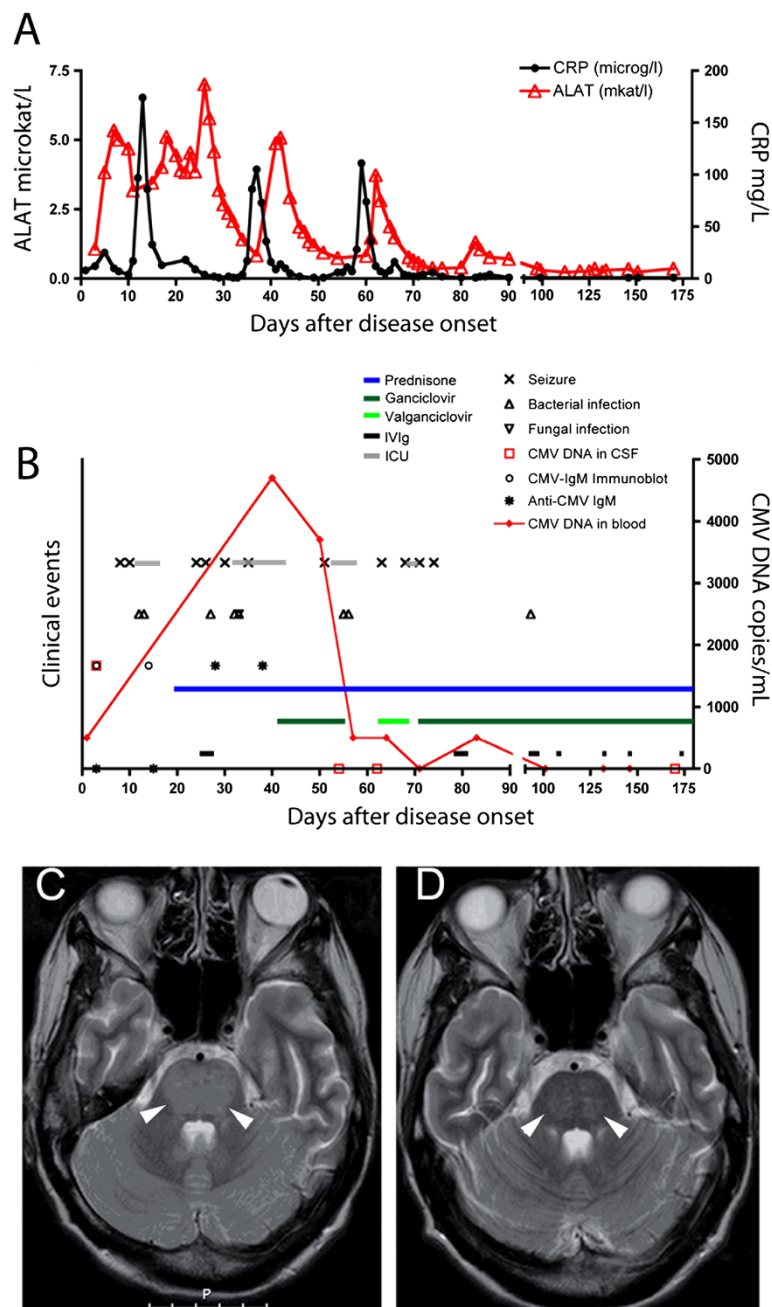 A
ALAT microkat/L
7.5
5.0
2.5
0.0
CRP (microg/l)
ALAT (mkat/l)
200
150
100
50
0
CRP mg/L
0 10 20 30 40 50 60 70 80 90 100 125 150 175
Days after disease onset
Prednisone
Ganciclovir
Valganciclovir
IVIg
ICU
Seizure
Bacterial infection
Fungal infection
CMV DNA in CSF
CMV-IgM Immunoblot
Anti-CMV IgM
CMV DNA in blood
B
Clinical events
5000
4000
3000
2000
1000
0
CMV DNA copies/mL
0 10 20 30 40 50 60 70 80 90 100 125 150 175
Days after disease onset
C
D
P